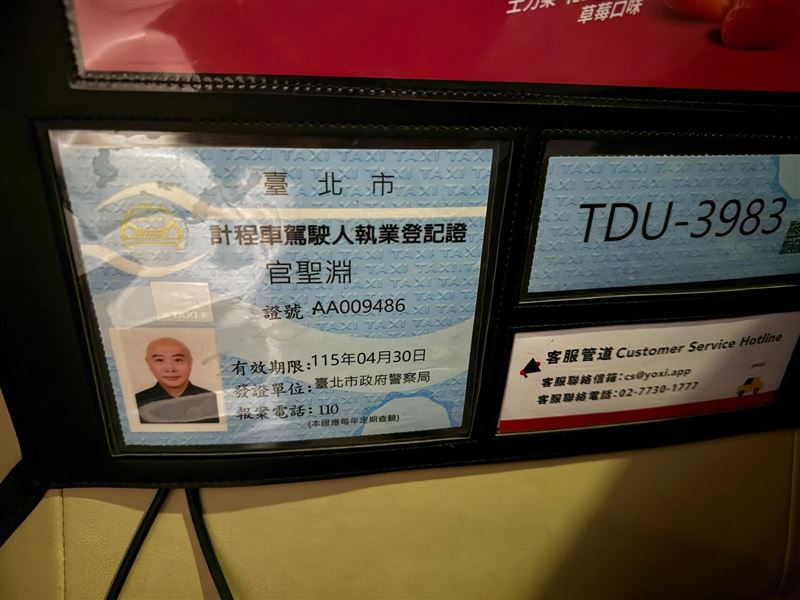 草莓口味
臺北市
計程車駕駛人執業登記證
官聖淵
證號：AA009486
TAXI
有效期限：115年04月30日
發證單位：臺北市政府警察局
報案電話：110
(本證應每年定期查驗)
TDU-3983
客服管道 Customer Service Hotline
客服聯絡信箱：cs@yoxi.app
客服聯絡電話：02-7730-1777
yoxi